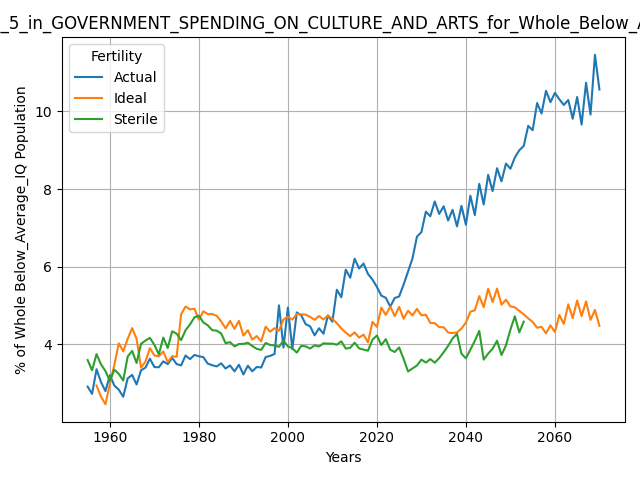 _5_in_GOVERNMENT_SPENDING_ON_CULTURE_AND_ARTS_for_Whole_Below_A
Fertility
Actual
Ideal
Sterile
% of Whole Below_Average_IQ Population
10
8
6
4
1960 1980 2000 2020 2040 2060
Years